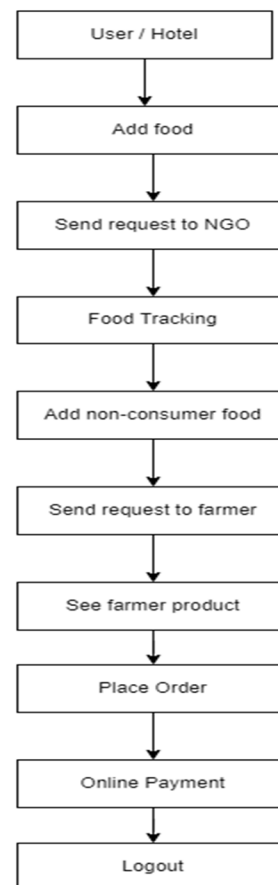 User / Hotel
Add food
Send request to NGO
Food Tracking
Add non-consumer food
Send request to farmer
See farmer product
Place Order
Online Payment
Logout